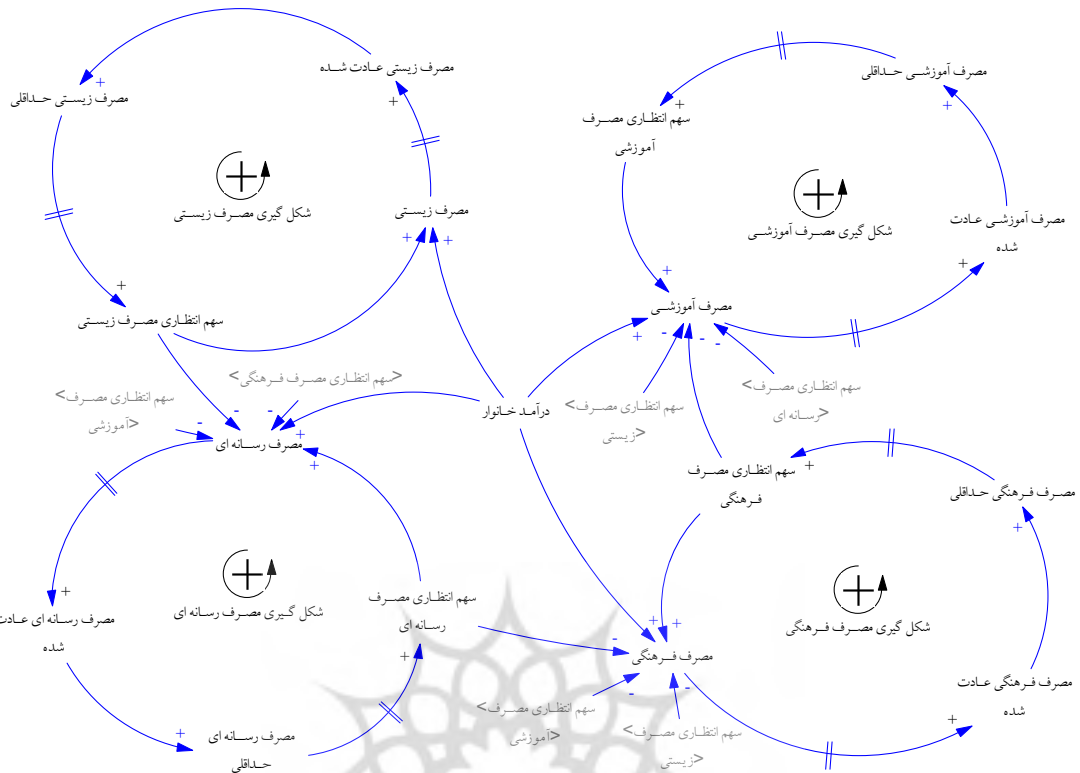 مصرف زیستی عادت شده
مصرف زیستی حداقلی
شکل گیری مصرف زیستی
مصرف زیستی
سهم انتظاری مصرف زیستی
مصرف آموزشی حداقلی
سهم انتظاری مصرف
آموزشی
شکل گیری مصرف آموزشی
مصرف آموزشی عادت
شده
مصرف آموزشی
<سهم انتظاری مصرف فرهنگی>
<سهم انتظاری مصرف
آموزشی>
درآمد خانوار
<سهم انتظاری مصرف
زیستی>
<سهم انتظاری مصرف
رسانه ای>
مصرف رسانه ای
سهم انتظاری مصرف
فرهنگی
مصرف فرهنگی حداقلی
شکل گیری مصرف رسانه ای
سهم انتظاری مصرف
رسانه ای
مصرف رسانه ای عادت
شده
شکل گیری مصرف فرهنگی
مصرف فرهنگی
مصرف فرهنگی عادت
شده
<سهم انتظاری مصرف
آموزشی>
<سهم انتظاری مصرف
زیستی>
مصرف رسانه ای
حداقلی